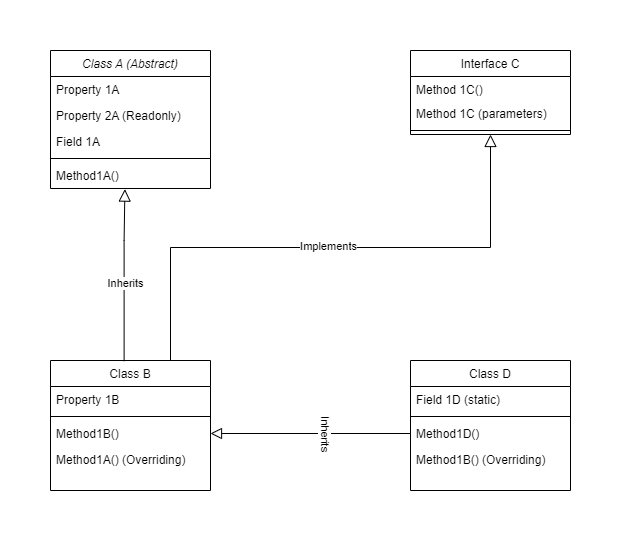 Class A (Abstract)
Property 1A
Property 2A (Readonly)
Field 1A
Method1A()
Interface C
Method 1C()
Method 1C (parameters)
Implements
Inherits
Class B
Property 1B
Method1B()
Method1A() (Overriding)
Inherits
Class D
Field 1D (static)
Method1D()
Method1B() (Overriding)